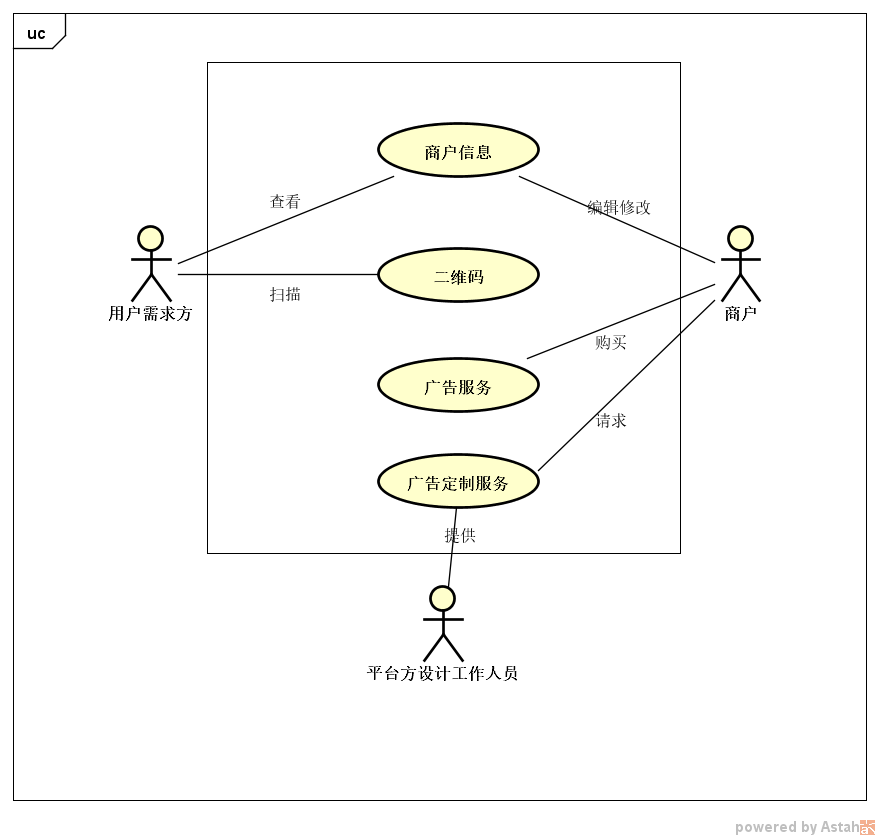 uc
商户信息
查看
编辑修改
二维码
扫描
用户需求方
商户
购买
广告服务
请求
广告定制服务
提供
平台方设计工作人员
powered by Astah